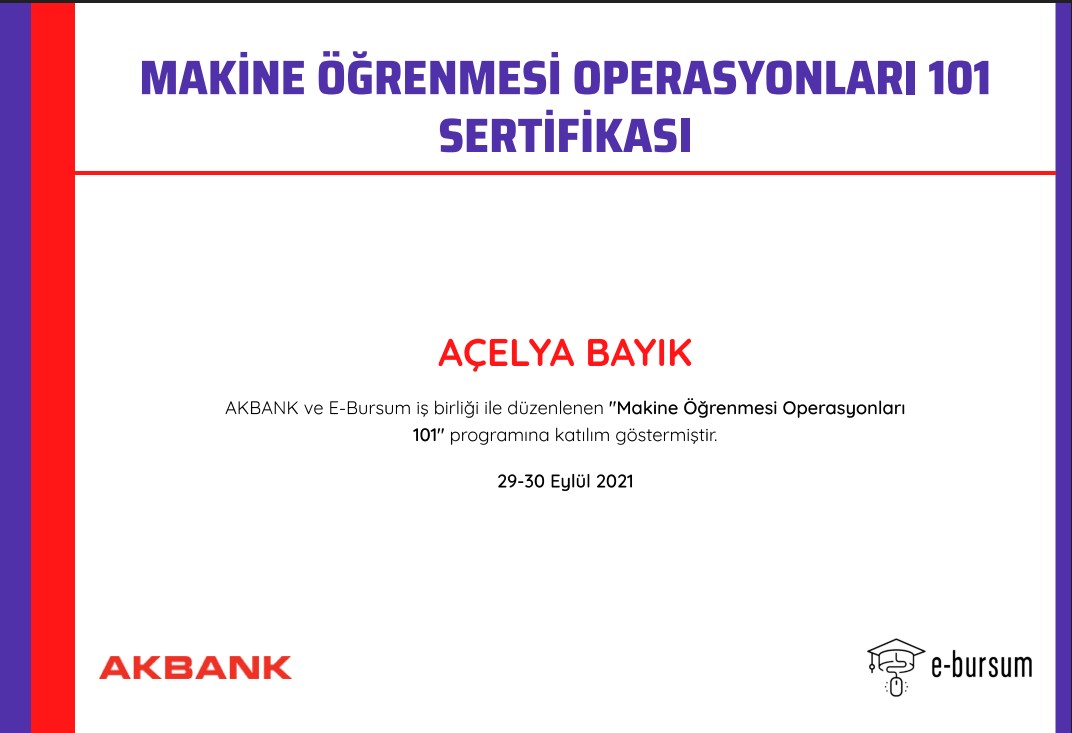 MAKİNE ÖĞRENMESİ OPERASYONLARI 101
SERTİFİKASI
AÇELYA BAYIK
AKBANK ve E-Bursum iş birliği ile düzenlenen "Makine Öğrenmesi Operasyonları
101" programına katılım göstermiştir.
29-30 Eylül 2021
AKBANK
e-bursum